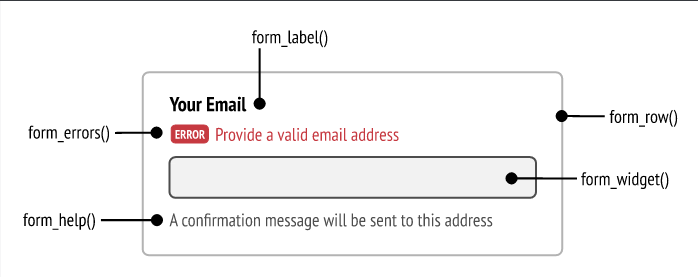 form_label()
Your Email
form_errors()
ERROR Provide a valid email address
form_row()
form_widget()
form_help()
A confirmation message will be sent to this address